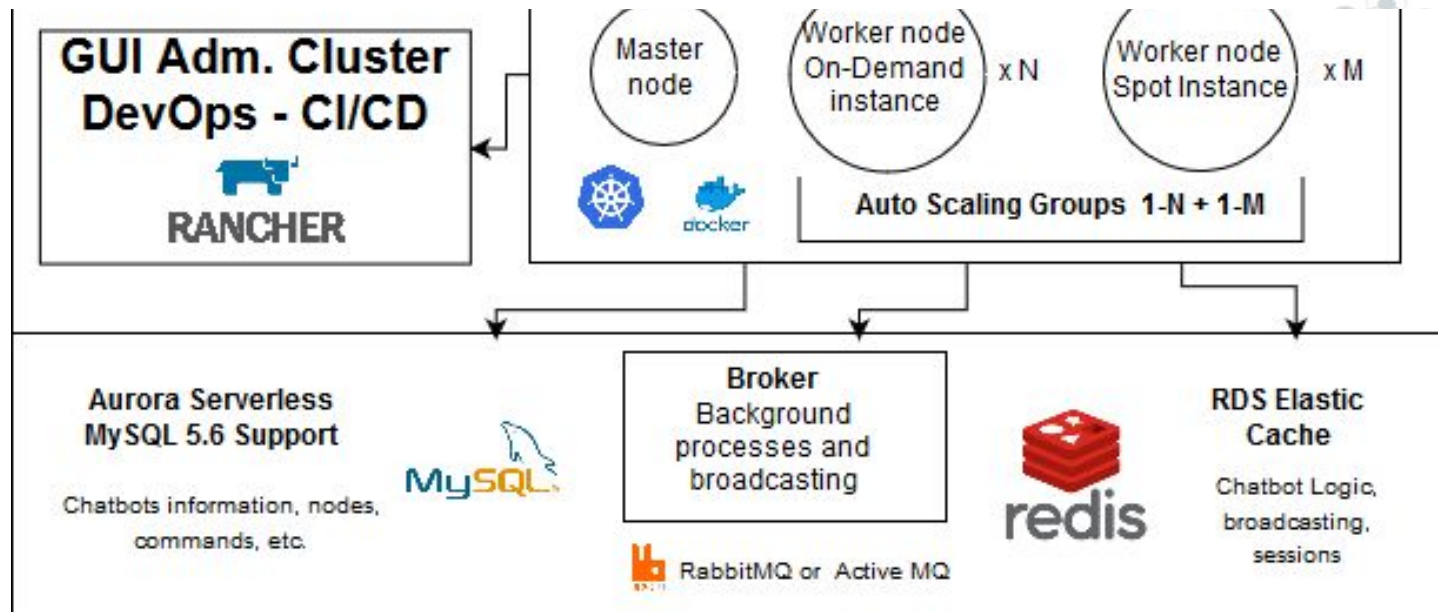 GUI Adm. Cluster
DevOps - CI/CD
RANCHER
Master
node
Worker node
On-Demand
instance
x N
Worker node
Spot Instance
x M
docker
Auto Scaling Groups 1-N + 1-M
Aurora Serverless
MySQL 5.6 Support
Chatbots information, nodes,
commands, etc.
MySQL
Broker
Background
processes and
broadcasting
RabbitMQ or Active MQ
redis
RDS Elastic
Cache
Chatbot Logic,
broadcasting,
sessions